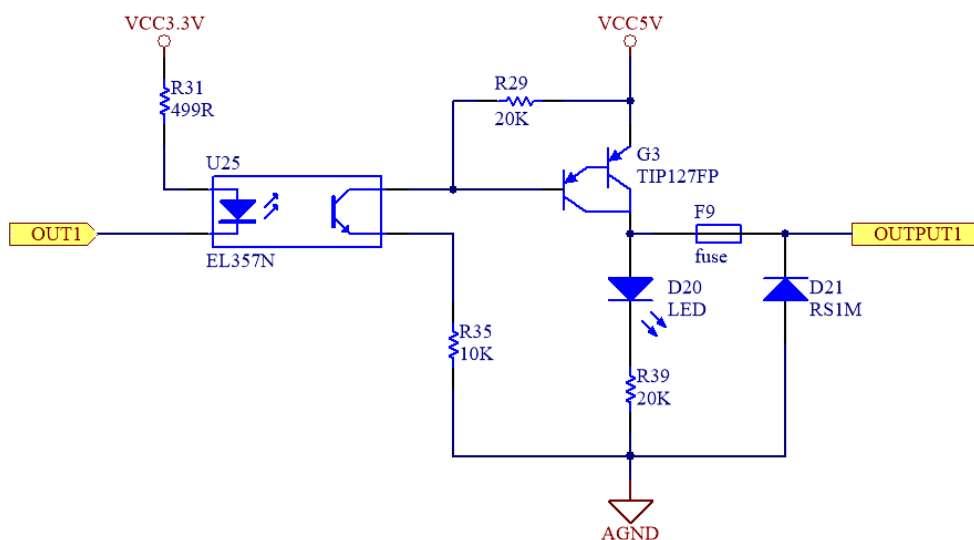 VCC3.3V
VCC5V
R31
499R
R29
20K
U25
G3
TIP127FP
OUT1
EL357N
F9
fuse
OUTPUT1
D20
LED
D21
RS1M
R35
10K
R39
20K
AGND